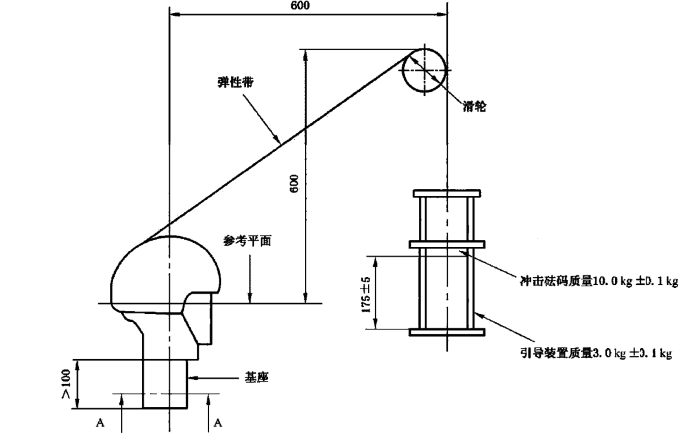 600
弹性带
滑轮
600
参考平面
冲击砝码质量10.0 kg ±0.1 kg
175±5
引导装置质量3.0 kg ±0.1 kg
>100
基座
A
A